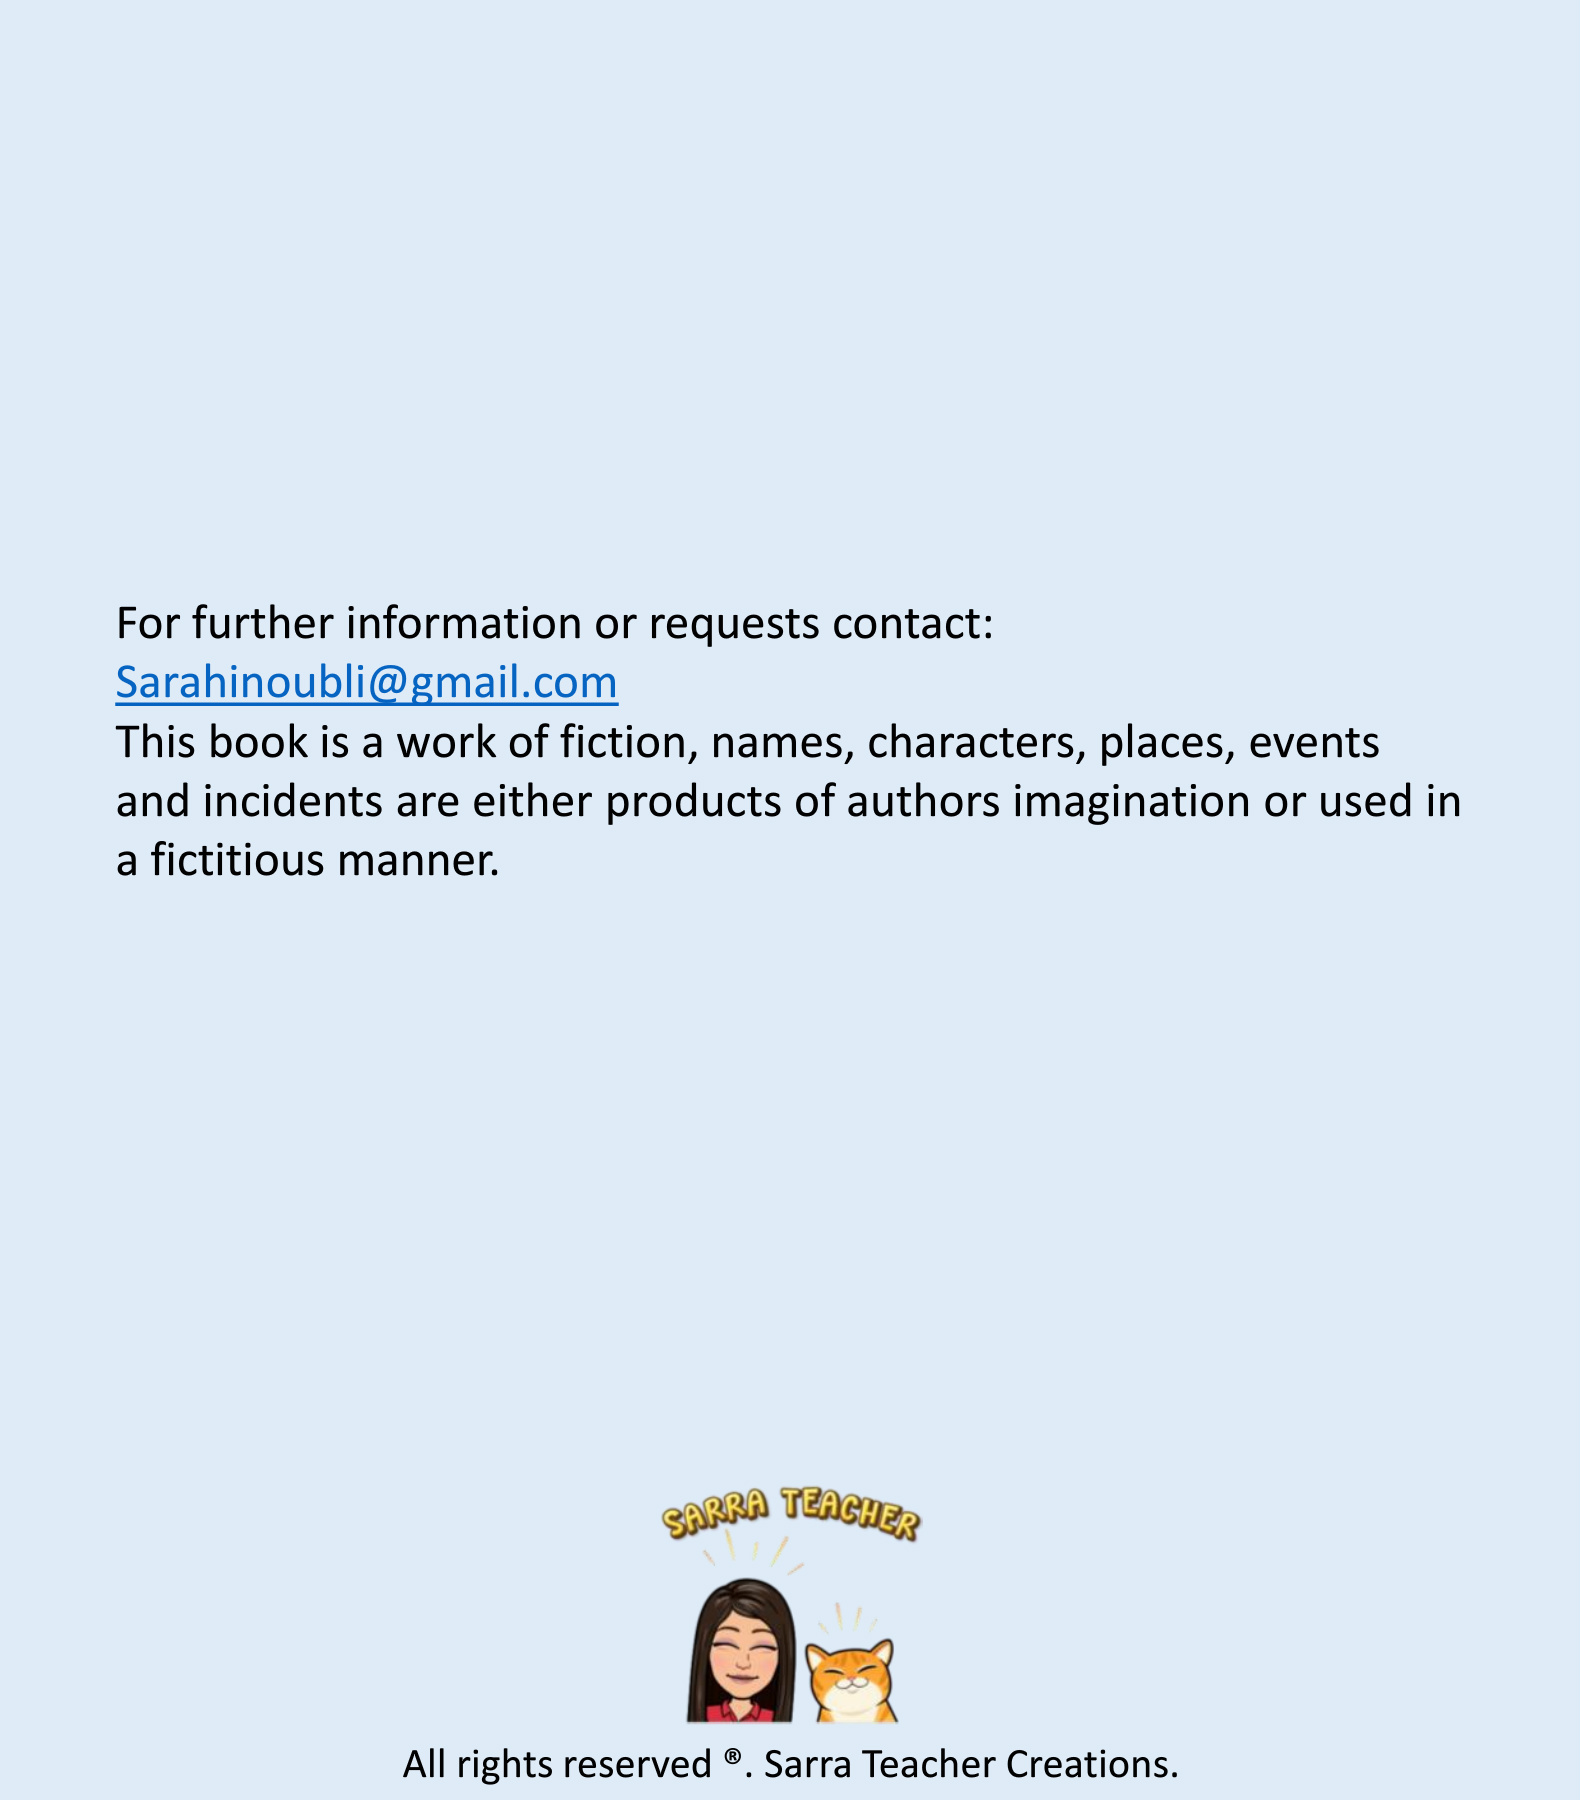 For further information or requests contact:
Sarahinoubli@gmail.com
This book is a work of fiction, names, characters, places, events
and incidents are either products of authors imagination or used in
a fictitious manner.
SARRA TEACHER
All rights reserved ®. Sarra Teacher Creations.